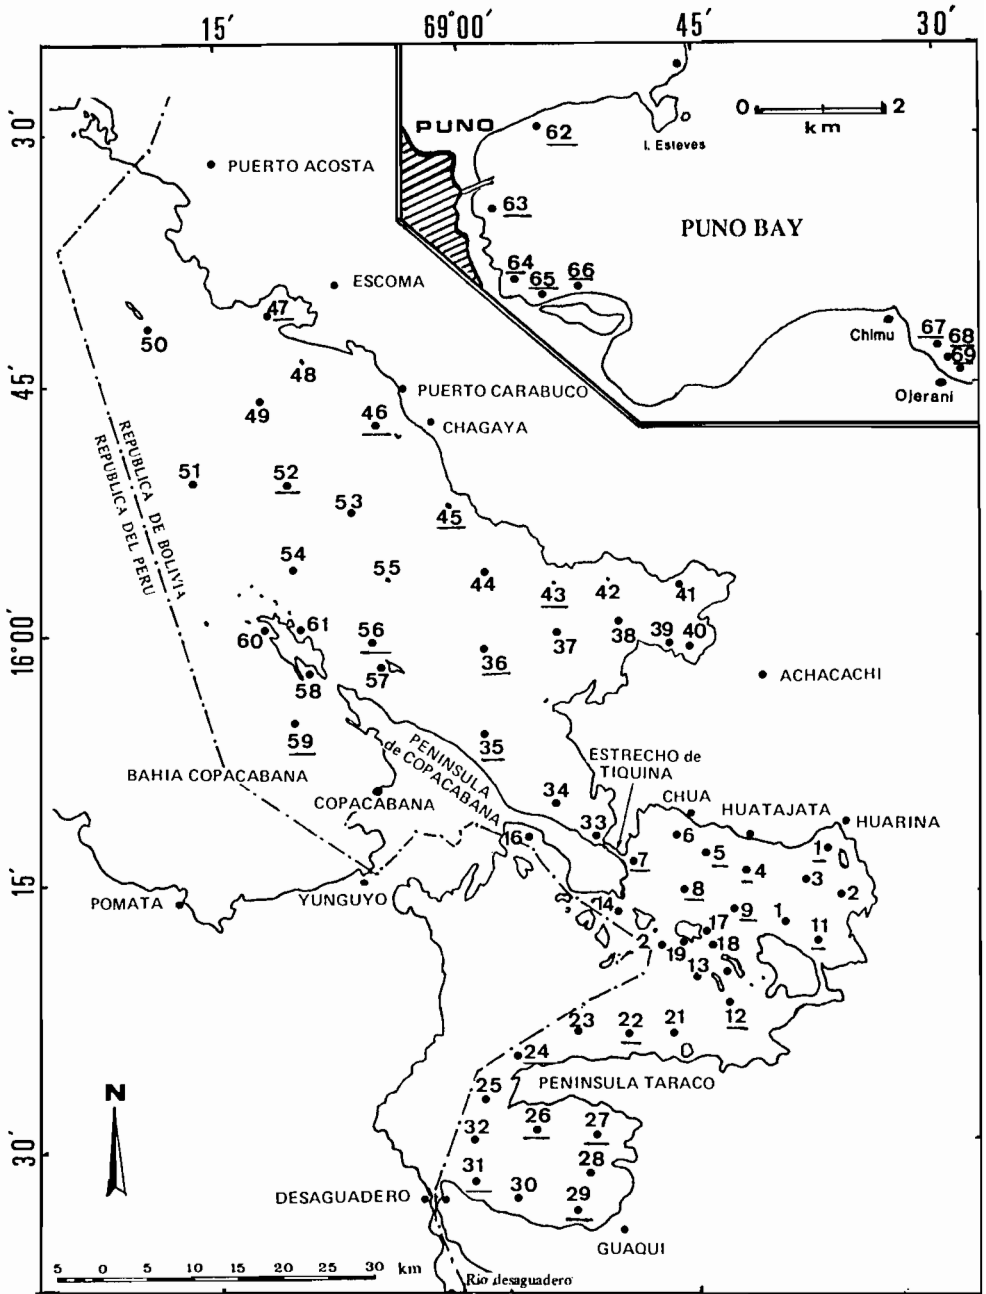 15′ 69°00′ 45′ 30′
30′
45′
16°00′
15′
30′
PUNO
62
0 2
km
I. Esteves
63
PUNO BAY
64
65
66
Chimu
67
68
69
Ojerani
PUERTO ACOSTA
ESCOMA
47
50
48
PUERTO CARABUCO
49
46
CHAGAYA
REPUBLICA DE BOLIVIA
REPUBLICA DEL PERU
51
52
53
45
54
55
44
43
42
41
60
61
56
37
38
39
40
57
36
58
ACHACACHI
59
35
PENINSULA
de COPACABANA
ESTRECHO de
TIQUINA
BAHIA COPACABANA
COPACABANA
34
CHUA
HUATAJATA
HUARINA
33
16
6
7
5
4
1
3
2
8
POMATA
YUNGUYO
14
9
1
11
17
2
19
18
13
12
23
22
21
24
PENINSULA TARACO
25
26
27
32
28
31
30
29
N
DESAGUADERO
GUAQUI
5 0 5 10 15 20 25 30 km
Rio desaguadero